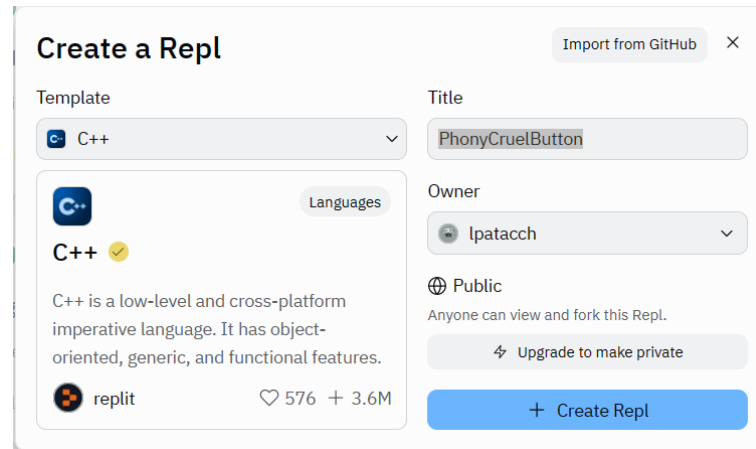 Create a Repl
Import from GitHub
Template
C++
C++
Languages
C++
C++ is a low-level and cross-platform
imperative language. It has object-
oriented, generic, and functional features.
replit
576
3.6M
Title
PhonyCruelButton
Owner
lpatacch
Public
Anyone can view and fork this Repl.
Upgrade to make private
+ Create Repl